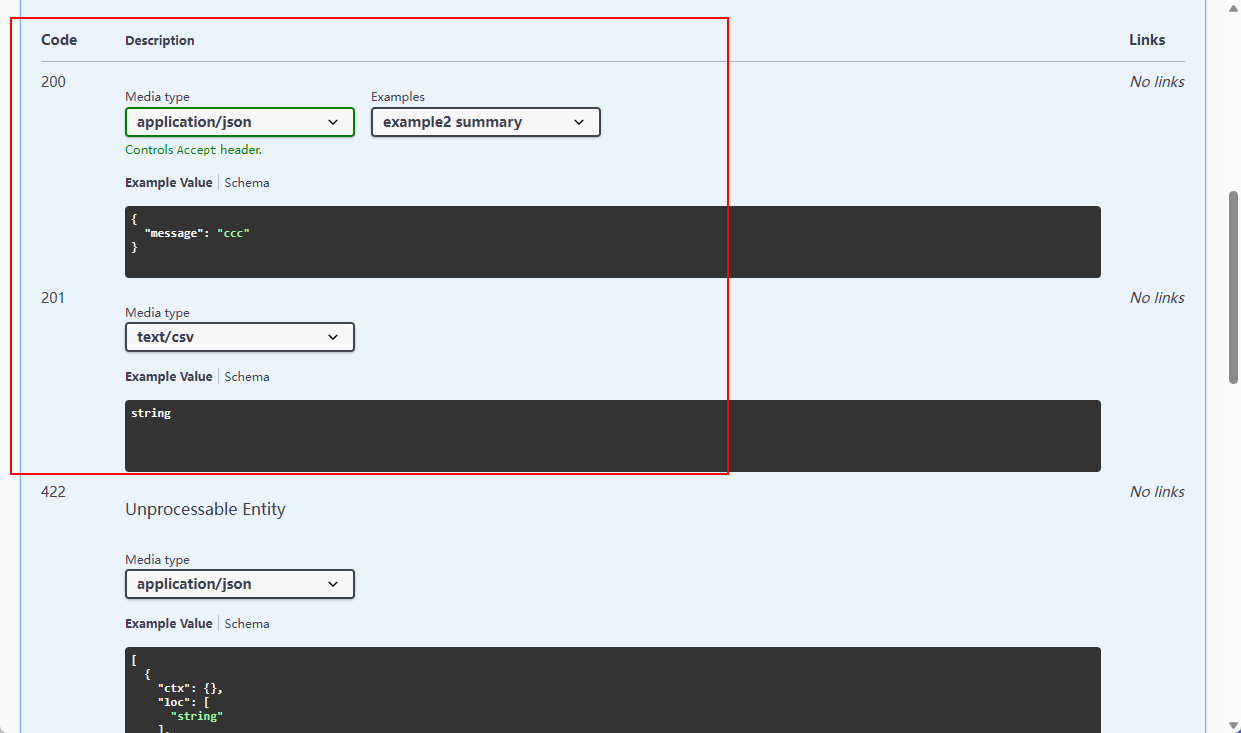 Code Description Links
200 No links
Media type Examples
application/json example2 summary
Controls Accept header.
Example Value Schema
{
"message": "ccc"
}
201 No links
Media type
text/csv
Example Value Schema
string
422 No links
Unprocessable Entity
Media type
application/json
Example Value Schema
[
{
"ctx": {},
"loc": [
"string"
],